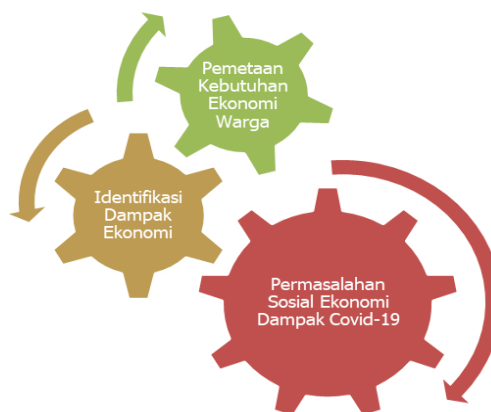 Pemetaan
Kebutuhan
Ekonomi
Warga
Identifikasi
Dampak
Ekonomi
Permasalahan
Sosial Ekonomi
Dampak Covid-19